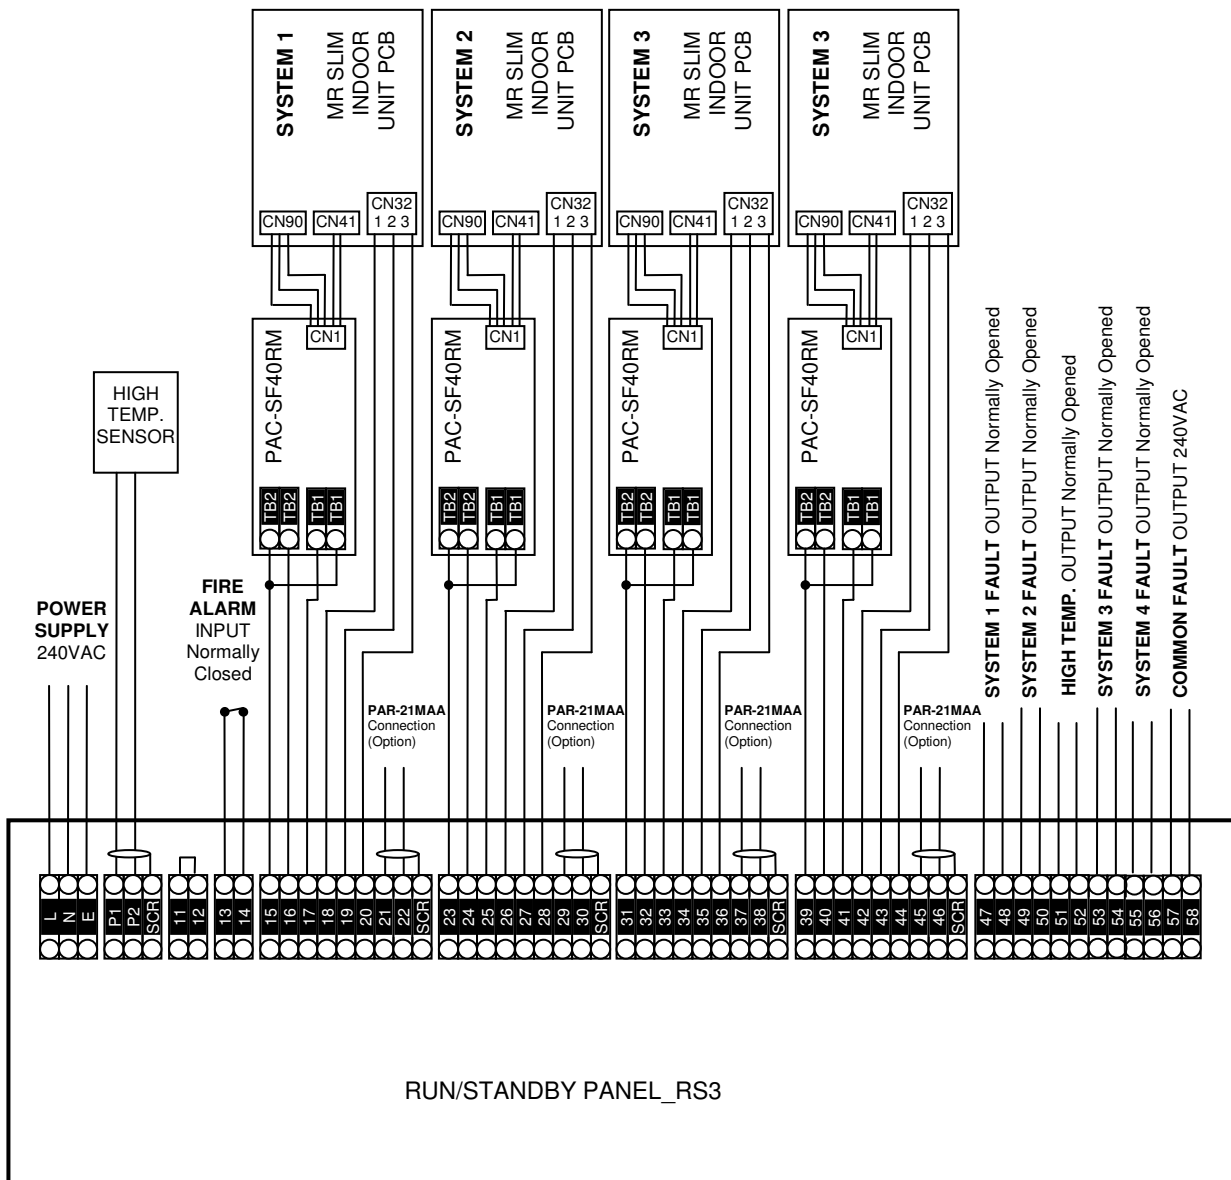 SYSTEM 1
MR SLIM
INDOOR
UNIT PCB
CN90
CN41
CN32
1 2 3
SYSTEM 2
MR SLIM
INDOOR
UNIT PCB
CN90
CN41
CN32
1 2 3
SYSTEM 3
MR SLIM
INDOOR
UNIT PCB
CN90
CN41
CN32
1 2 3
SYSTEM 3
MR SLIM
INDOOR
UNIT PCB
CN90
CN41
CN32
1 2 3
CN1
PAC-SF40RM
TB2
TB2
TB1
TB1
CN1
PAC-SF40RM
TB2
TB2
TB1
TB1
CN1
PAC-SF40RM
TB2
TB2
TB1
TB1
CN1
PAC-SF40RM
TB2
TB2
TB1
TB1
HIGH
TEMP.
SENSOR
POWER
SUPPLY
240VAC
FIRE
ALARM
INPUT
Normally
Closed
PAR-21MAA
Connection
(Option)
PAR-21MAA
Connection
(Option)
PAR-21MAA
Connection
(Option)
PAR-21MAA
Connection
(Option)
SYSTEM 1 FAULT OUTPUT Normally Opened
SYSTEM 2 FAULT OUTPUT Normally Opened
HIGH TEMP. OUTPUT Normally Opened
SYSTEM 3 FAULT OUTPUT Normally Opened
SYSTEM 4 FAULT OUTPUT Normally Opened
COMMON FAULT OUTPUT 240VAC
L
N
E
P1
P2
SCR
11
12
13
14
15
16
17
18
19
20
21
22
SCR
23
24
25
26
27
28
29
30
SCR
31
32
33
34
35
36
37
38
SCR
39
40
41
42
43
44
45
46
SCR
47
48
49
50
51
52
53
54
55
56
57
58
RUN/STANDBY PANEL_RS3